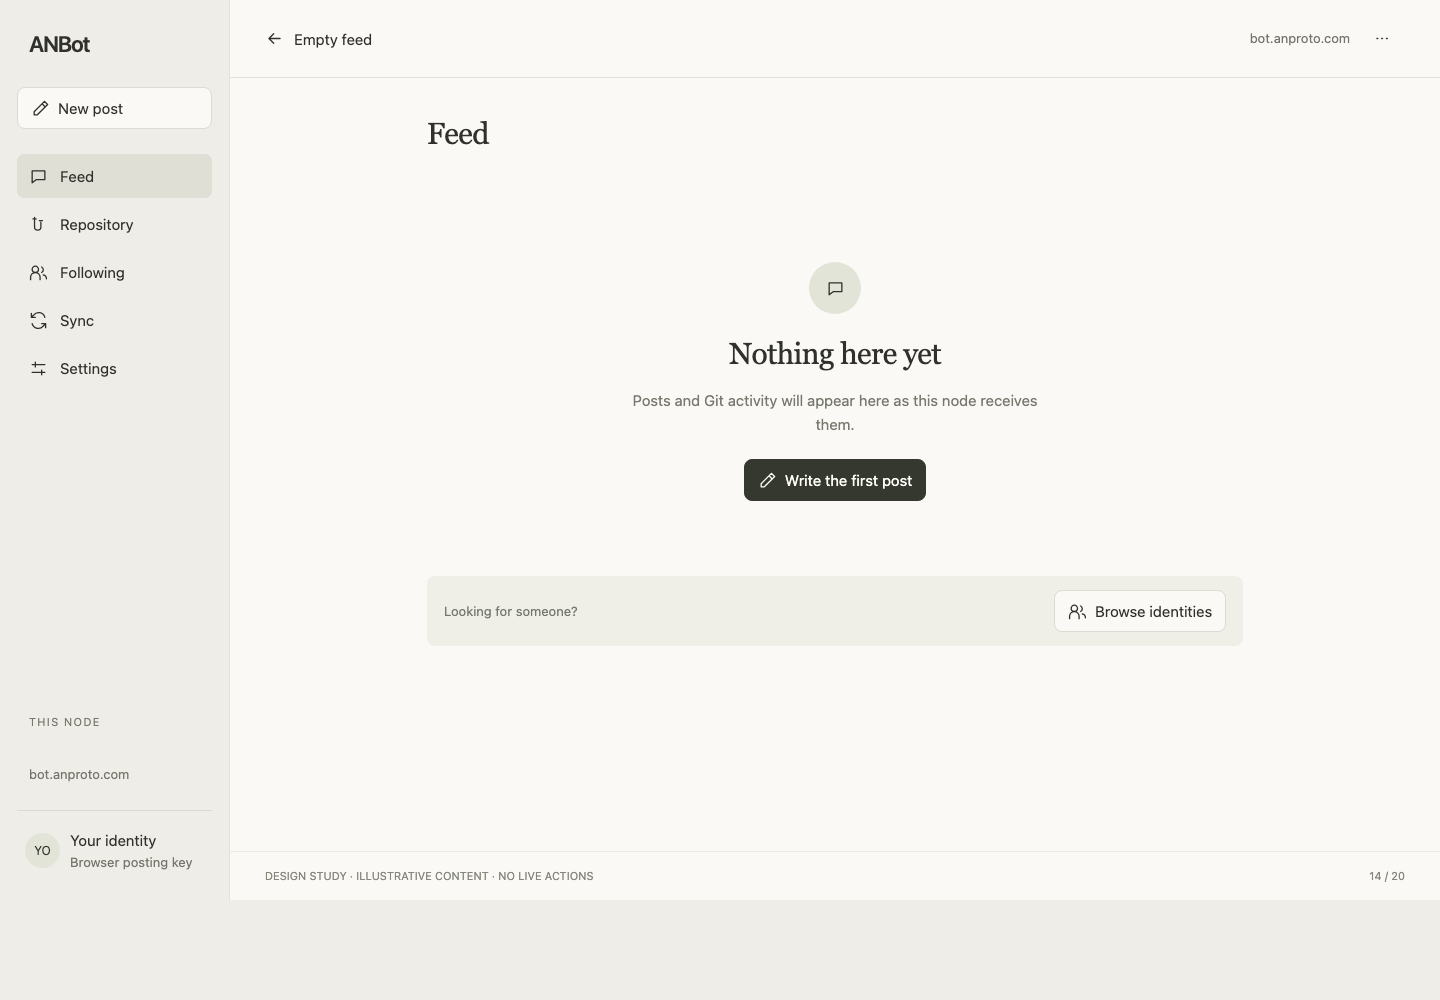 ANBot
New post
Feed
Repository
Following
Sync
Settings
THIS NODE
bot.anproto.com
YO
Your identity
Browser posting key
Empty feed
bot.anproto.com
Feed
Nothing here yet
Posts and Git activity will appear here as this node receives
them.
Write the first post
Looking for someone?
Browse identities
DESIGN STUDY · ILLUSTRATIVE CONTENT · NO LIVE ACTIONS
14 / 20